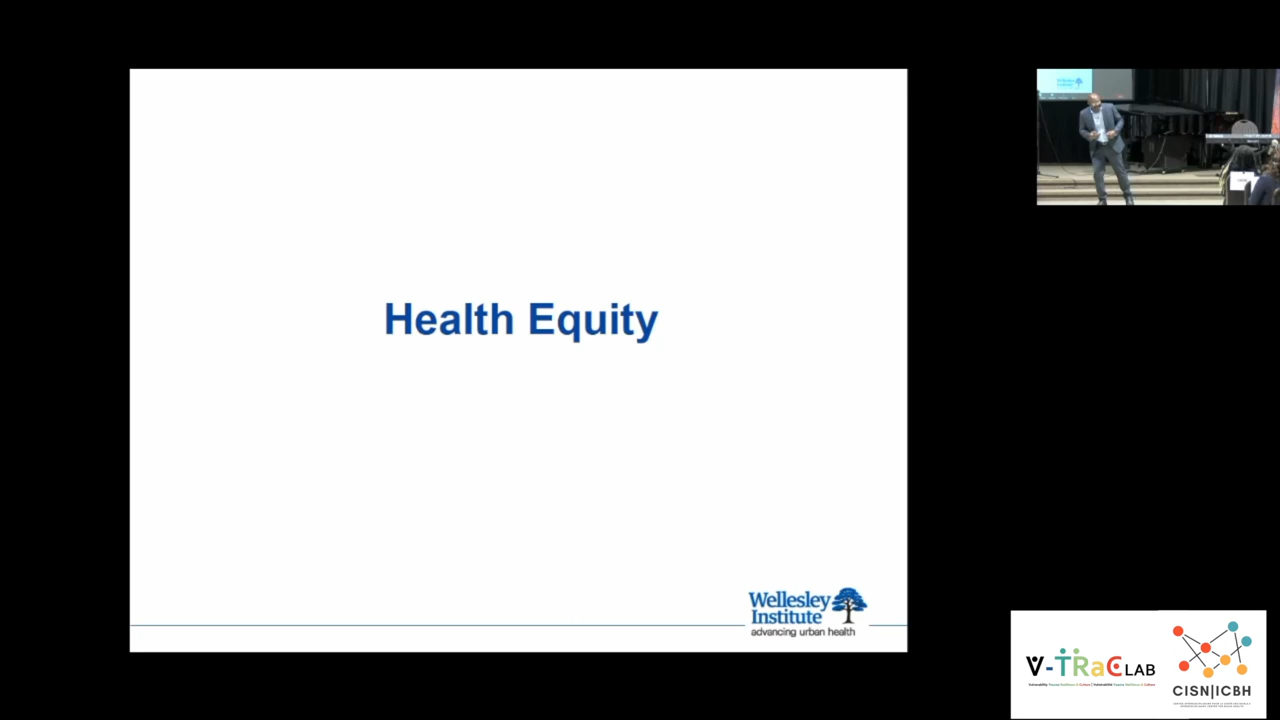 Health Equity
Wellesley
Institute
advancing urban health
V-TRaC LAB
CISN|ICBH